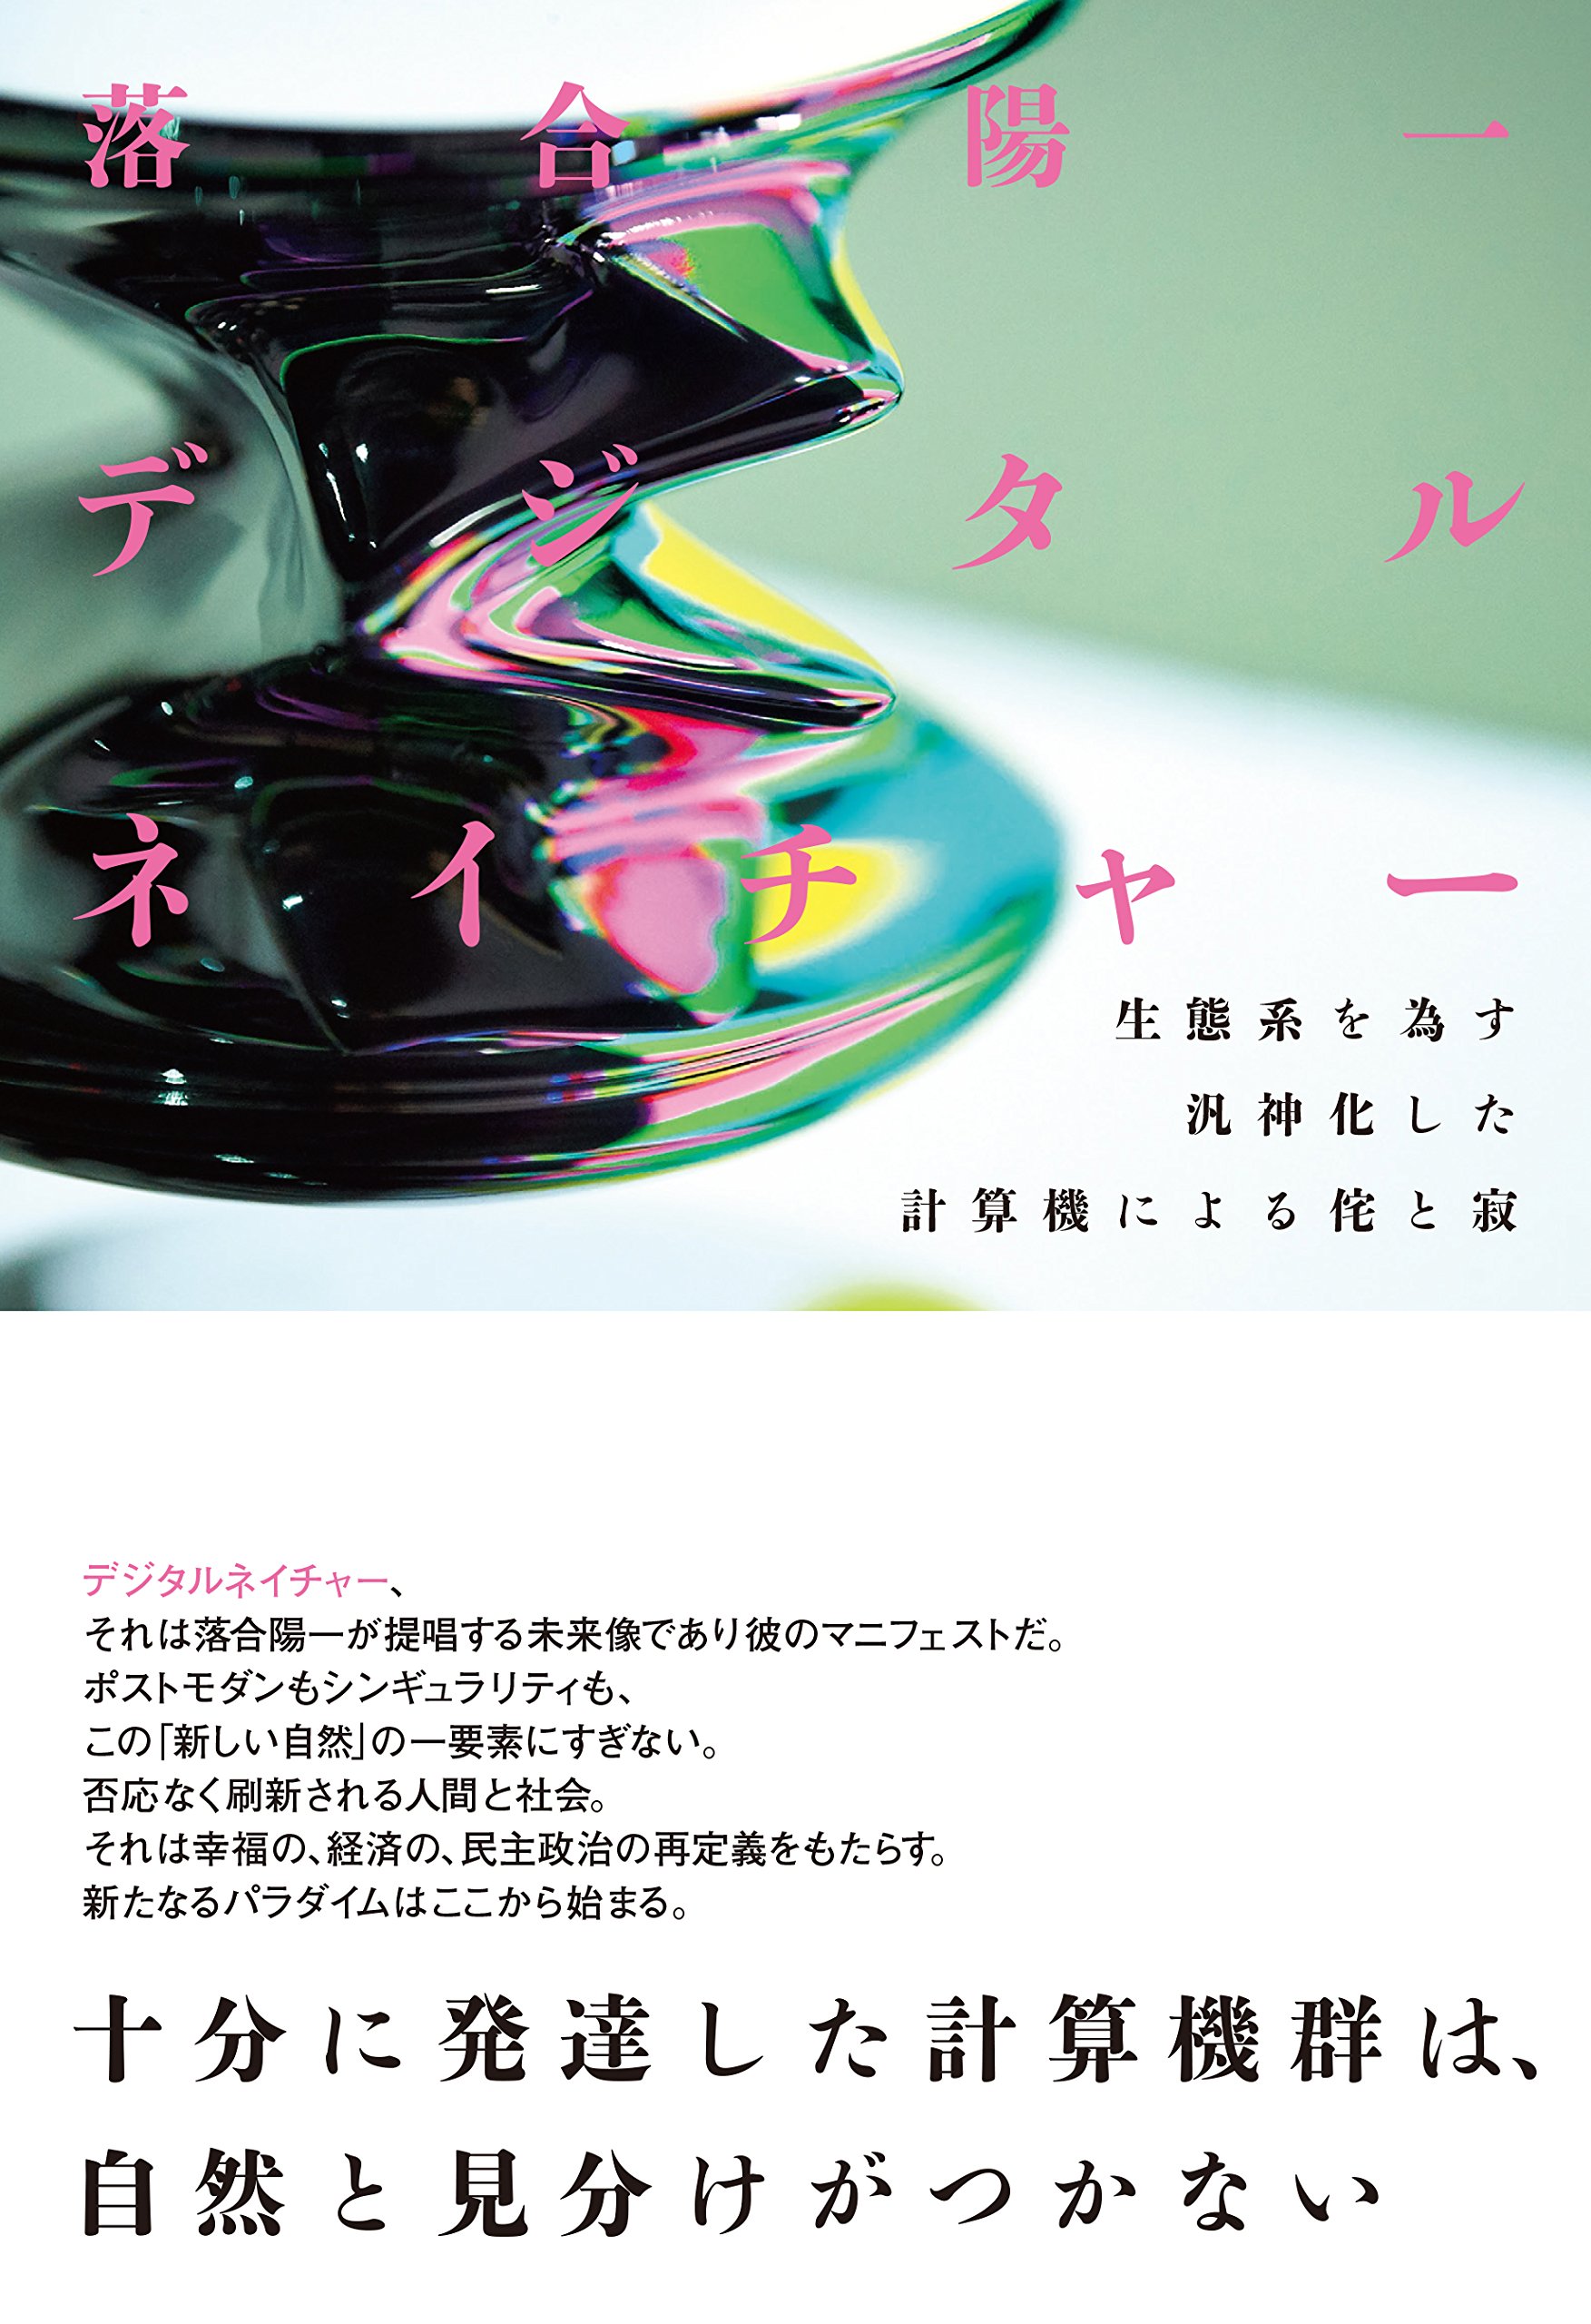 落合陽一
デジタル
ネイチャー
生態系を為す
汎神化した
計算機による侘と寂
デジタルネイチャー、
それは落合陽一が提唱する未来像であり彼のマニフェストだ。
ポストモダンもシンギュラリティも、
この「新しい自然」の一要素にすぎない。
否応なく刷新される人間と社会。
それは幸福の、経済の、民主政治の再定義をもたらす。
新たなるパラダイムはここから始まる。
十分に発達した計算機群は、
自然と見分けがつかない